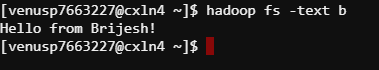 [venusp7663227@cxln4 ~]$ hadoop fs -text b
Hello from Brijesh!
[venusp7663227@cxln4 ~]$